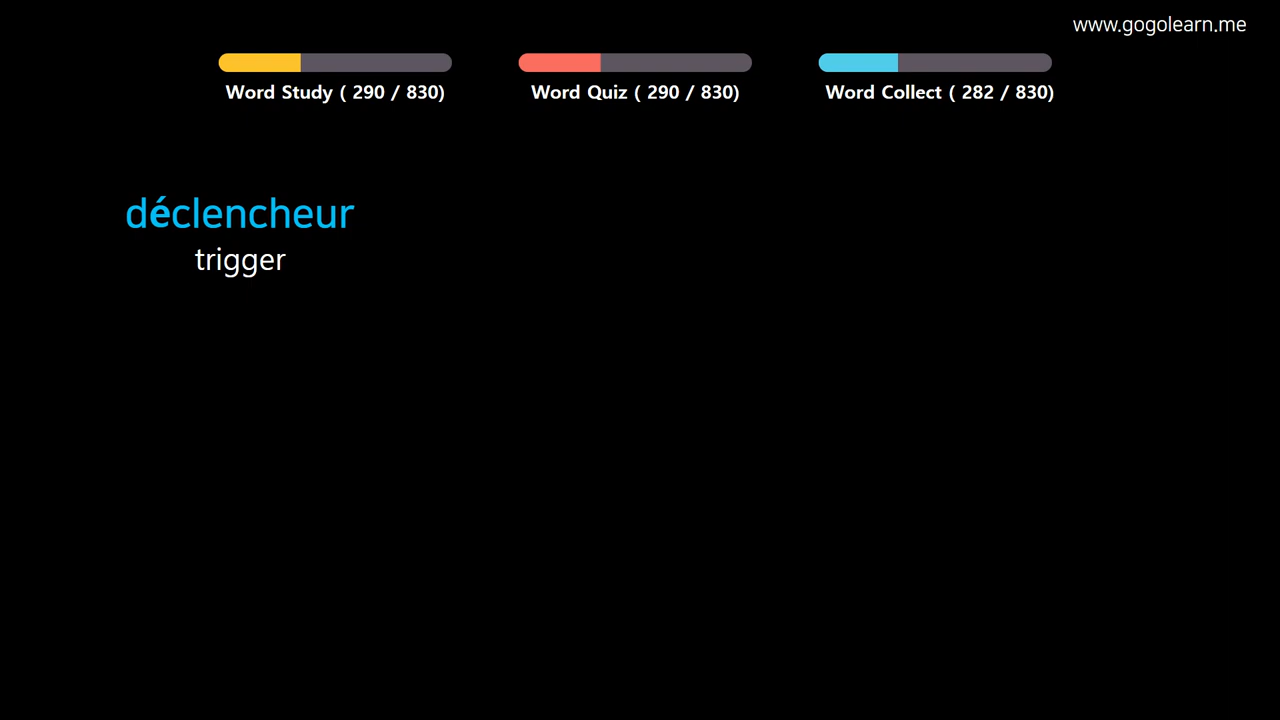 www.gogolearn.me
Word Study ( 290 / 830)
Word Quiz ( 290 / 830)
Word Collect ( 282 / 830)
déclencheur
trigger